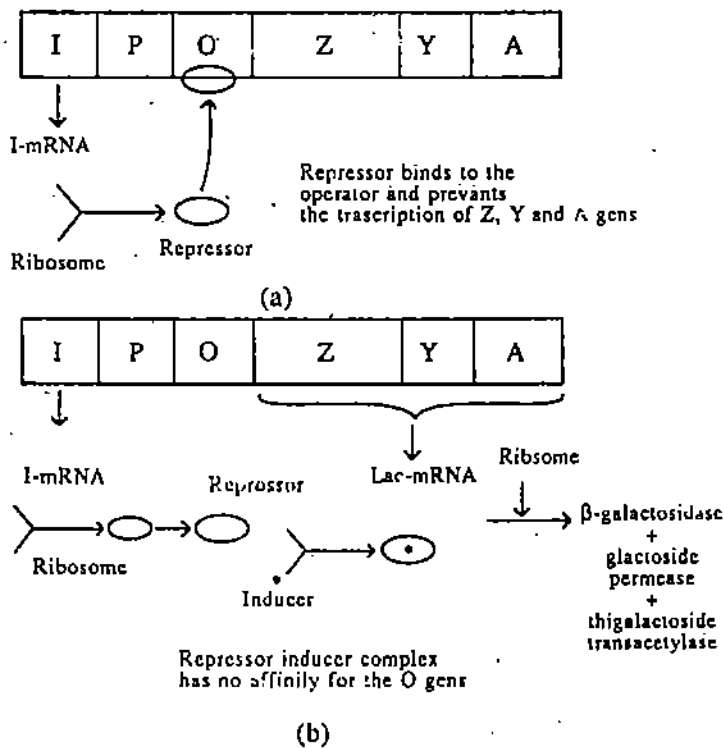 I P O Z Y A
I-mRNA
Repressor binds to the
operator and prevants
the trascription of Z, Y and A gens
Ribosome
Repressor
(a)
I P O Z Y A
I-mRNA
Reprossor
Lac-mRNA
Ribsome
Ribosome
Inducer
β-galactosidase
+
glactoside
permease
+
thigalactoside
transacetylase
Repressor inducer complex
has no affinily for the O gens
(b)